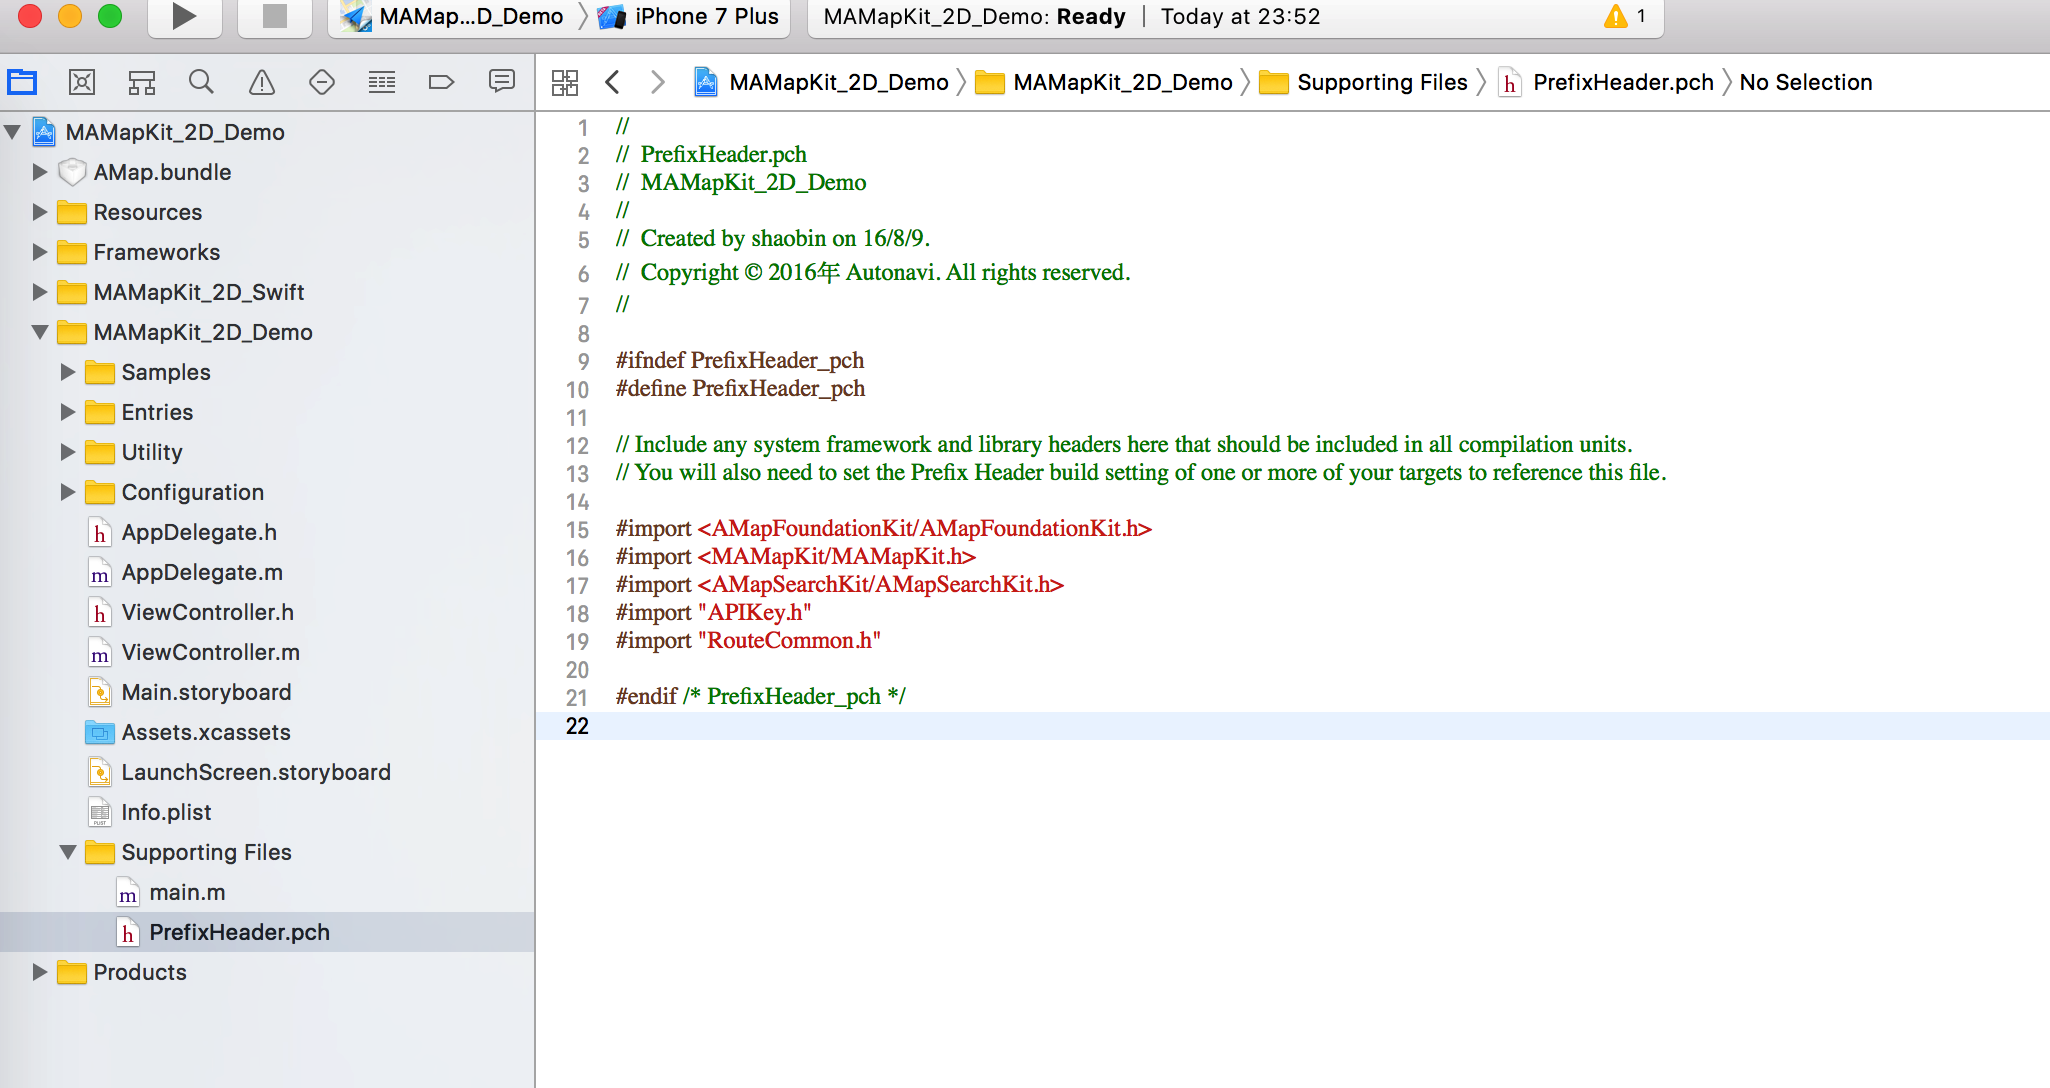 MAMap...D_Demo 〉 iPhone 7 Plus
MAMapKit_2D_Demo: Ready | Today at 23:52
1
MAMapKit_2D_Demo 〉 MAMapKit_2D_Demo 〉 Supporting Files 〉 h PrefixHeader.pch 〉 No Selection
MAMapKit_2D_Demo
AMap.bundle
Resources
Frameworks
MAMapKit_2D_Swift
MAMapKit_2D_Demo
Samples
Entries
Utility
Configuration
h AppDelegate.h
m AppDelegate.m
h ViewController.h
m ViewController.m
Main.storyboard
Assets.xcassets
LaunchScreen.storyboard
Info.plist
Supporting Files
m main.m
h PrefixHeader.pch
Products
1 //
2 // PrefixHeader.pch
3 // MAMapKit_2D_Demo
4 //
5 // Created by shaobin on 16/8/9.
6 // Copyright © 2016年 Autonavi. All rights reserved.
7 //
8
9 #ifndef PrefixHeader_pch
10 #define PrefixHeader_pch
11
12 // Include any system framework and library headers here that should be included in all compilation units.
13 // You will also need to set the Prefix Header build setting of one or more of your targets to reference this file.
14
15 #import <AMapFoundationKit/AMapFoundationKit.h>
16 #import <MAMapKit/MAMapKit.h>
17 #import <AMapSearchKit/AMapSearchKit.h>
18 #import "APIKey.h"
19 #import "RouteCommon.h"
20
21 #endif /* PrefixHeader_pch */
22